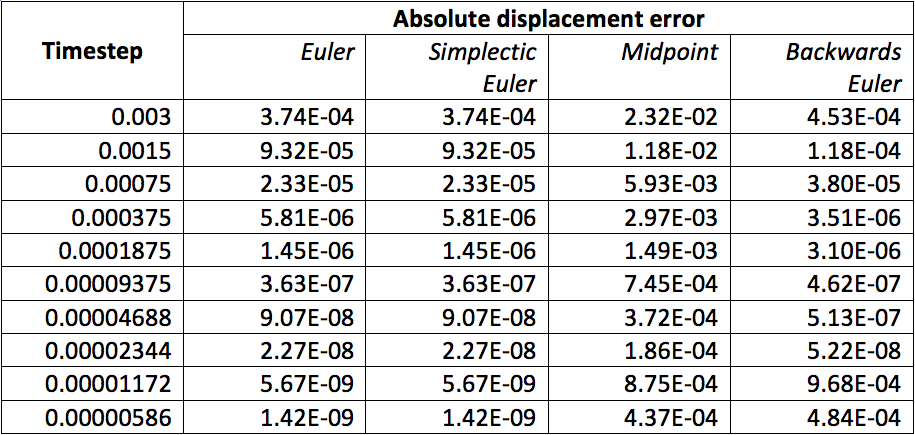 Absolute displacement error
Timestep Euler Simplectic Midpoint Backwards
Euler Euler
0.003 3.74E-04 3.74E-04 2.32E-02 4.53E-04
0.0015 9.32E-05 9.32E-05 1.18E-02 1.18E-04
0.00075 2.33E-05 2.33E-05 5.93E-03 3.80E-05
0.000375 5.81E-06 5.81E-06 2.97E-03 3.51E-06
0.0001875 1.45E-06 1.45E-06 1.49E-03 3.10E-06
0.00009375 3.63E-07 3.63E-07 7.45E-04 4.62E-07
0.00004688 9.07E-08 9.07E-08 3.72E-04 5.13E-07
0.00002344 2.27E-08 2.27E-08 1.86E-04 5.22E-08
0.00001172 5.67E-09 5.67E-09 8.75E-04 9.68E-04
0.00000586 1.42E-09 1.42E-09 4.37E-04 4.84E-04